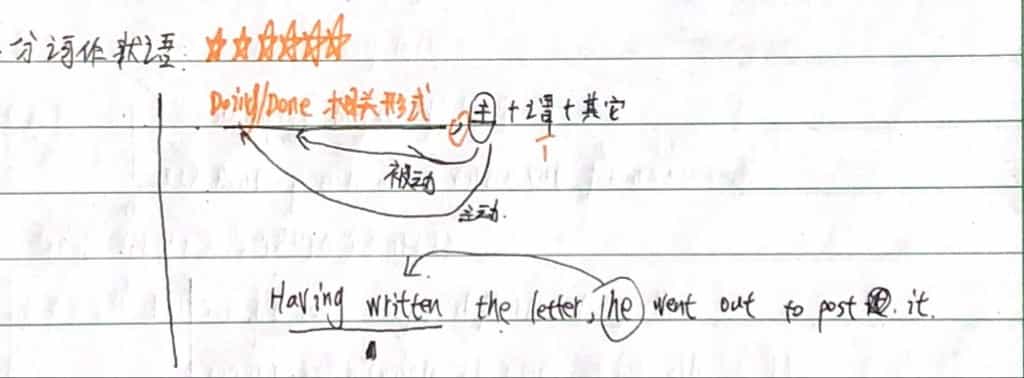 分词作状语: ☆☆☆☆☆☆
Doing/Done 相关形式, 主 + 谓 + 其它
1
被动
主动.
Having written the letter, he went out to post it.